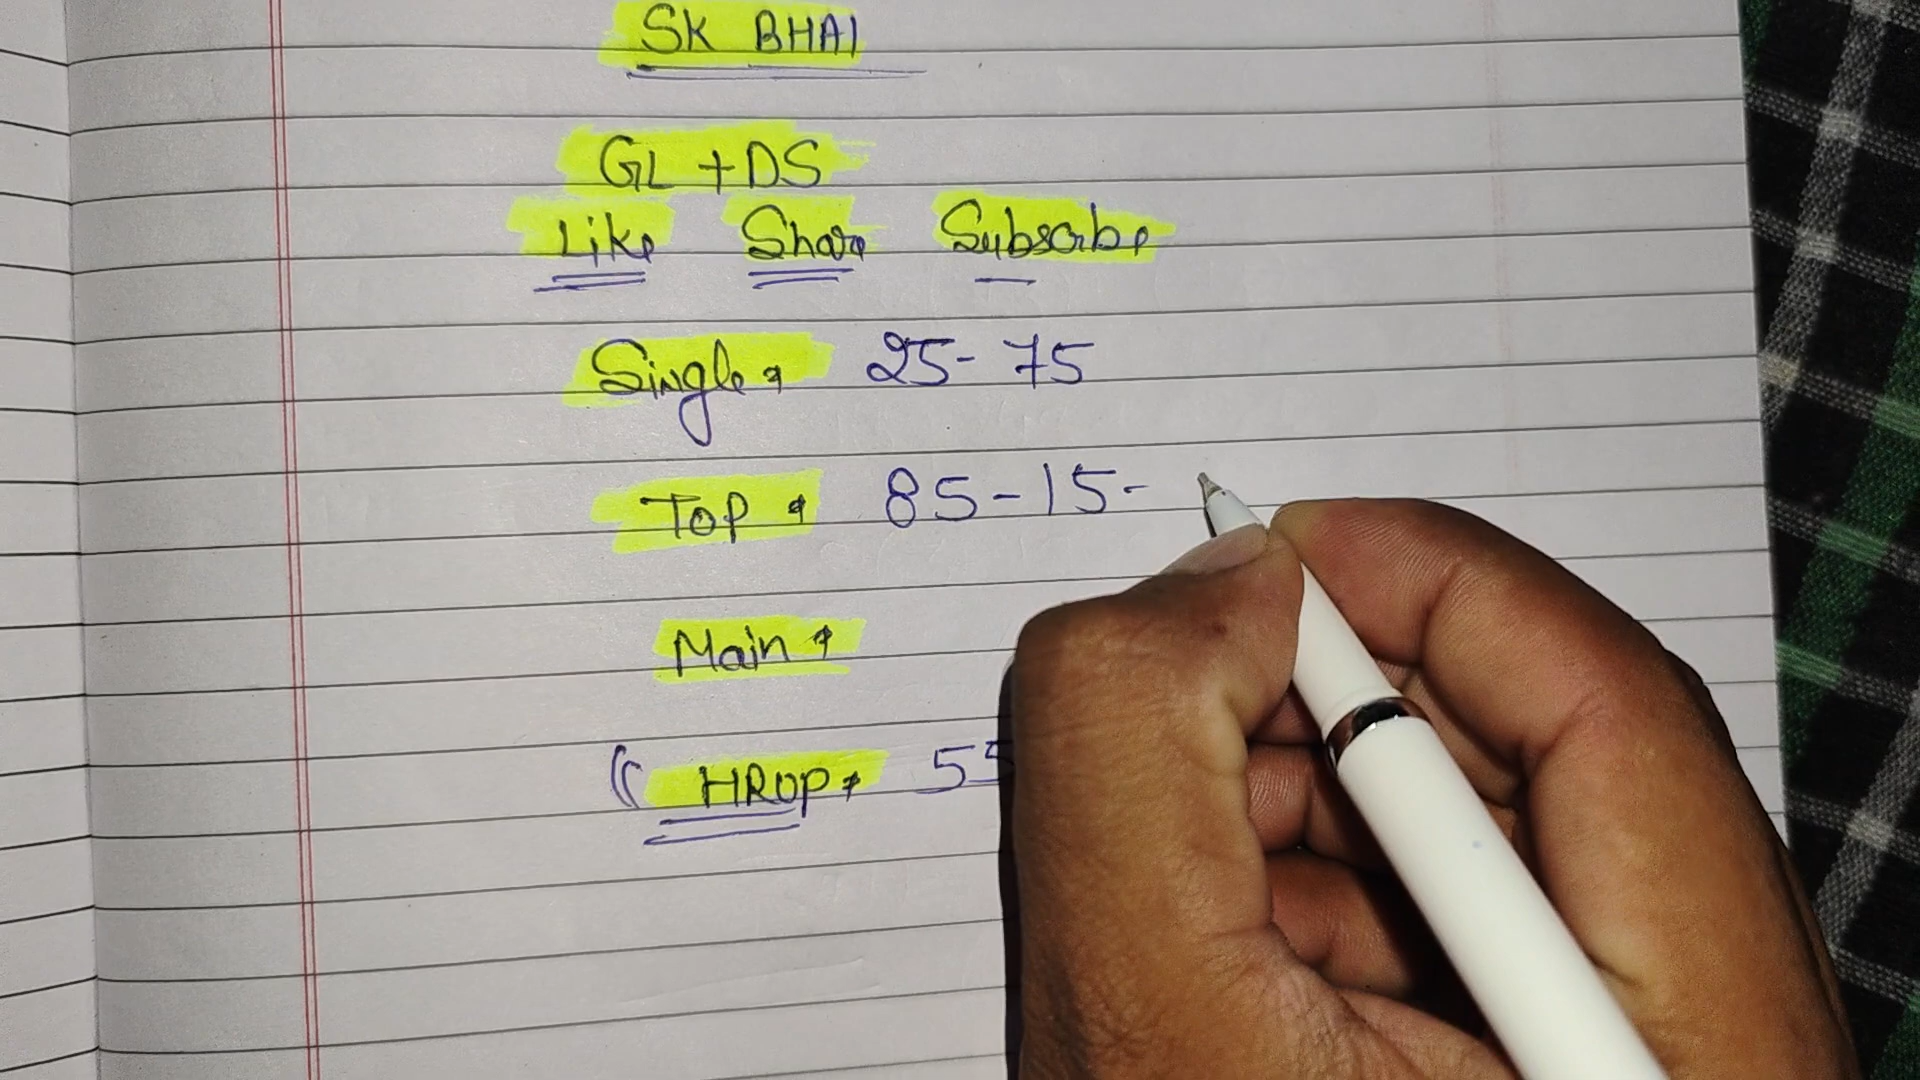 SK BHAI
GL + DS
Like Share Subscribe
Single 25- 75
Top 85-15-
Main
(( HROP 55